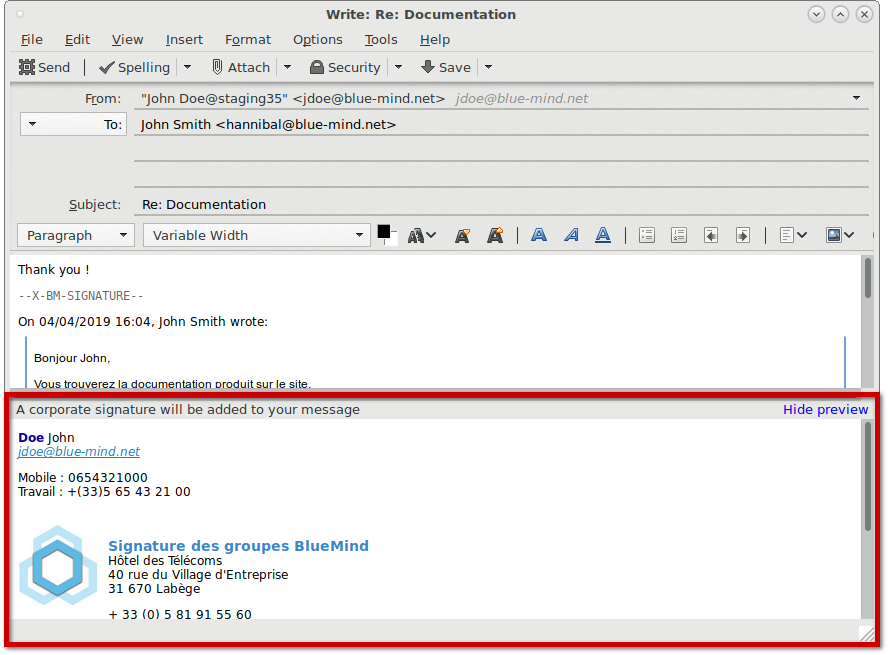 Write: Re: Documentation
File Edit View Insert Format Options Tools Help
Send Spelling Attach Security Save
From: "John Doe@staging35" <jdoe@blue-mind.net> jdoe@blue-mind.net
To: John Smith <hannibal@blue-mind.net>
Subject: Re: Documentation
Paragraph Variable Width
Thank you !
--X-BM-SIGNATURE--
On 04/04/2019 16:04, John Smith wrote:
Bonjour John,
Vous trouverez la documentation produit sur le site.
A corporate signature will be added to your message Hide preview
Doe John
jdoe@blue-mind.net
Mobile : 0654321000
Travail : +(33)5 65 43 21 00
Signature des groupes BlueMind
Hôtel des Télécoms
40 rue du Village d'Entreprise
31 670 Labège
+ 33 (0) 5 81 91 55 60